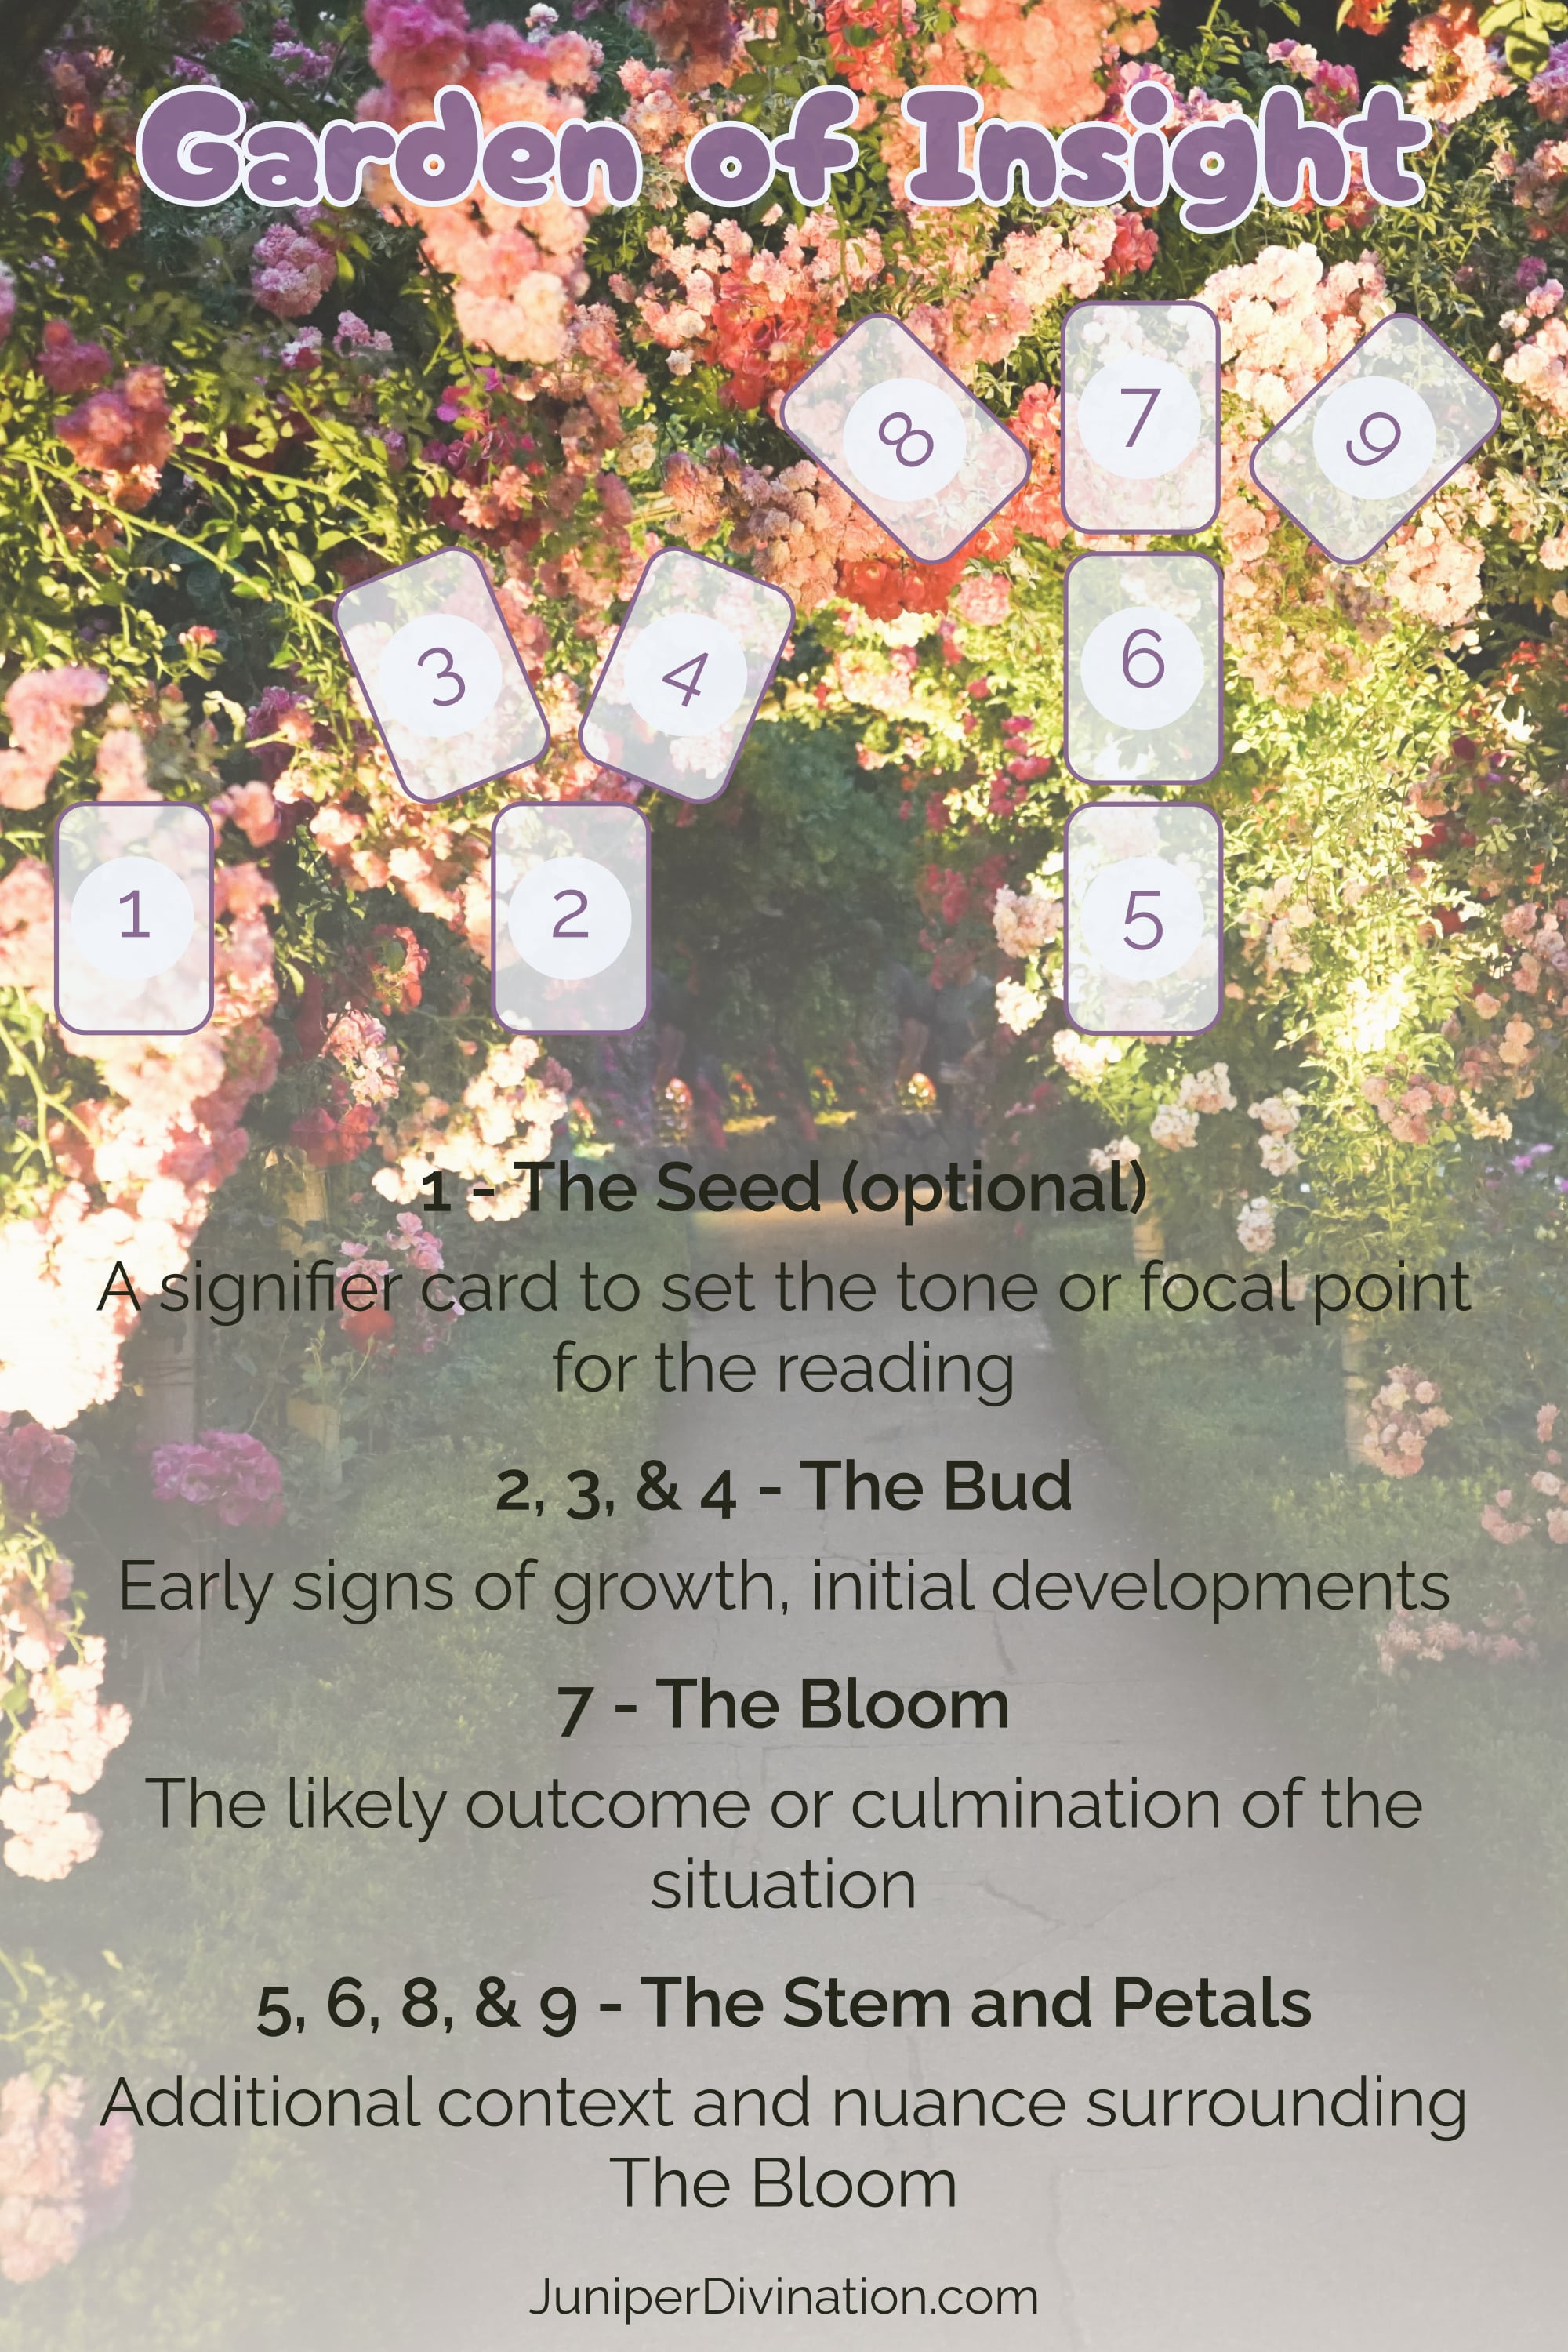 Garden of Insight
8 7 9
3 4 6
1 2 5
1 - The Seed (optional)
A signifier card to set the tone or focal point
for the reading
2, 3, & 4 - The Bud
Early signs of growth, initial developments
7 - The Bloom
The likely outcome or culmination of the
situation
5, 6, 8, & 9 - The Stem and Petals
Additional context and nuance surrounding
The Bloom
JuniperDivination.com